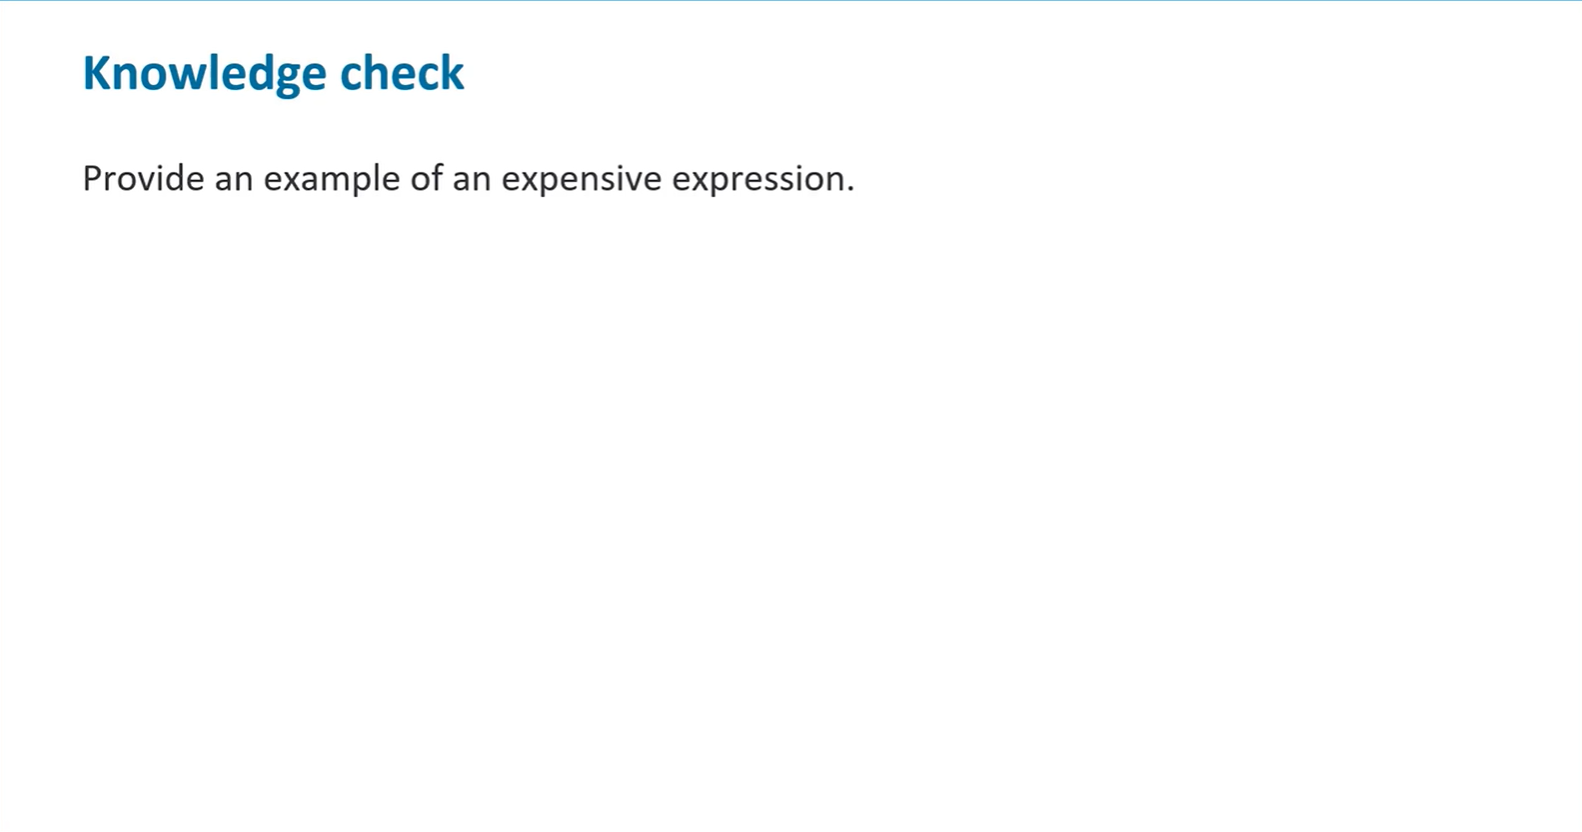 Knowledge check
Provide an example of an expensive expression.